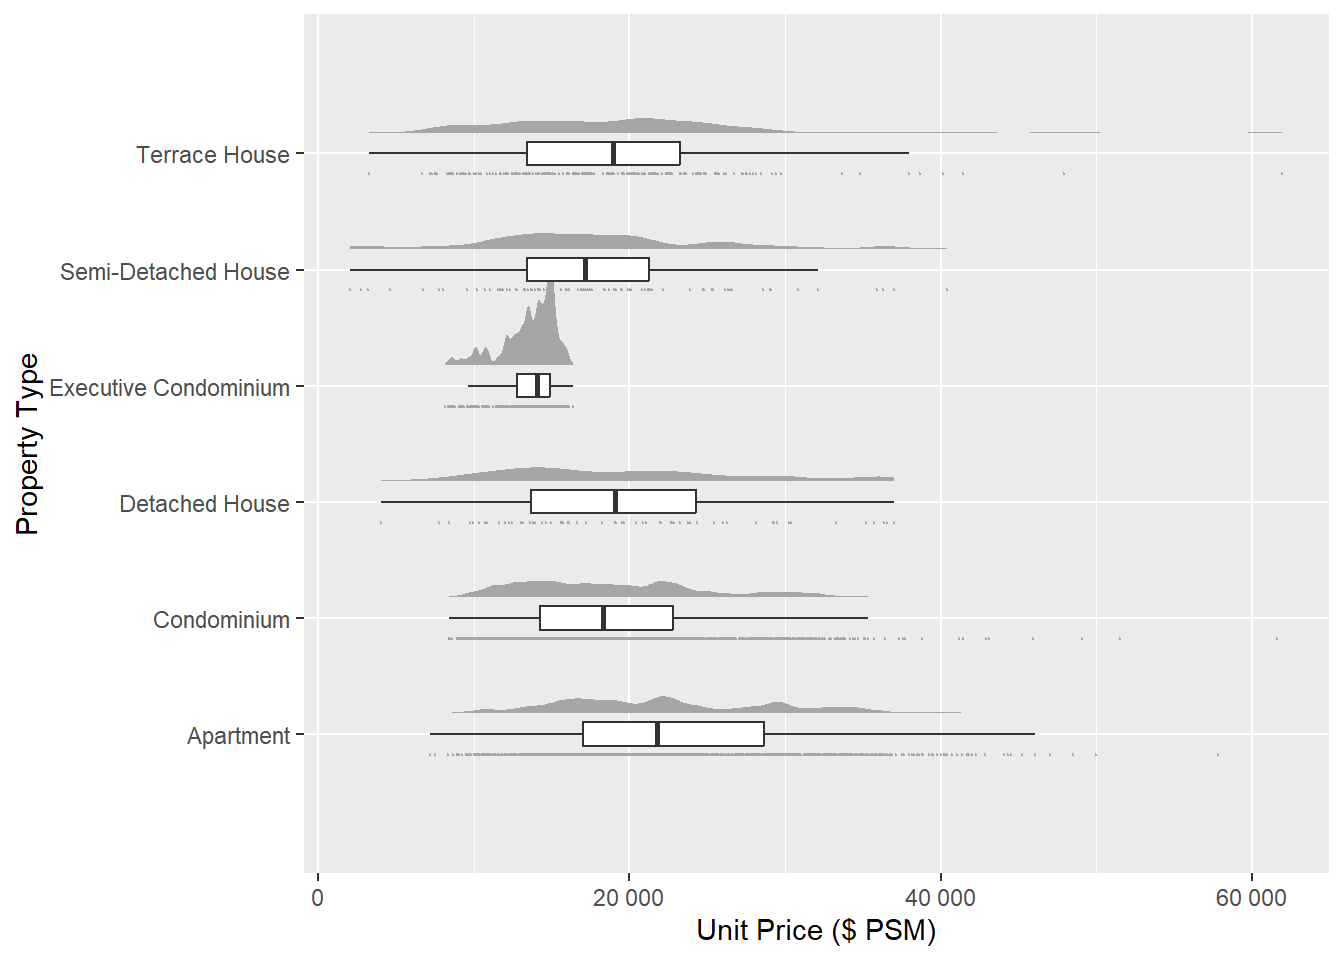 Property Type
Terrace House
Semi-Detached House
Executive Condominium
Detached House
Condominium
Apartment
0
20 000
40 000
60 000
Unit Price ($ PSM)